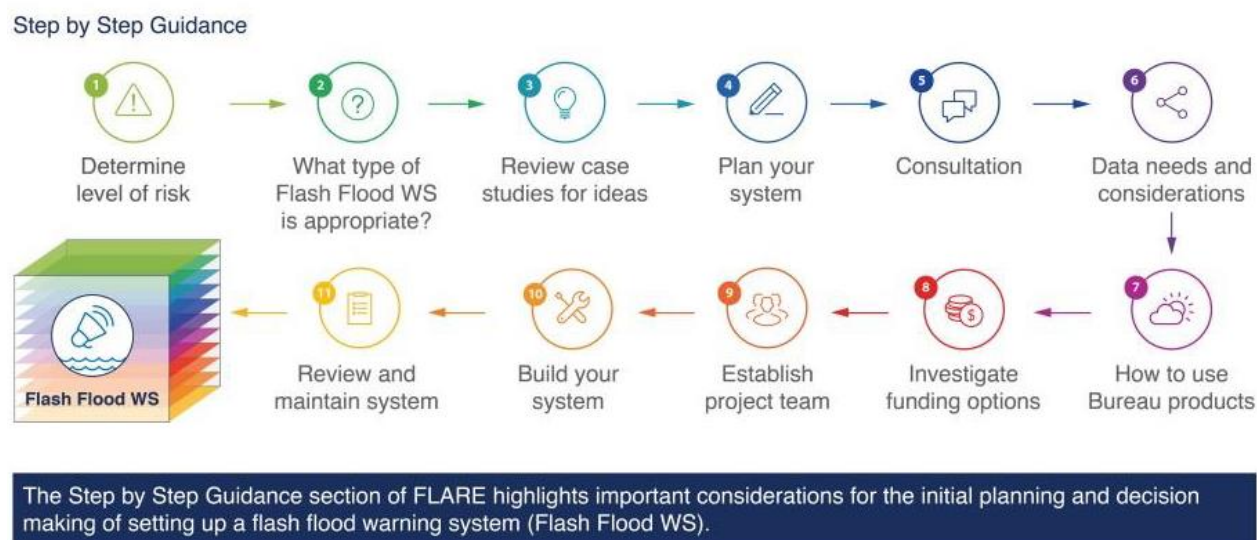 Step by Step Guidance
1
Determine
level of risk
2
What type of
Flash Flood WS
is appropriate?
3
Review case
studies for ideas
4
Plan your
system
5
Consultation
6
Data needs and
considerations
7
How to use
Bureau products
8
$
Investigate
funding options
9
Establish
project team
10
Build your
system
11
Review and
maintain system
Flash Flood WS
The Step by Step Guidance section of FLARE highlights important considerations for the initial planning and decision
making of setting up a flash flood warning system (Flash Flood WS).